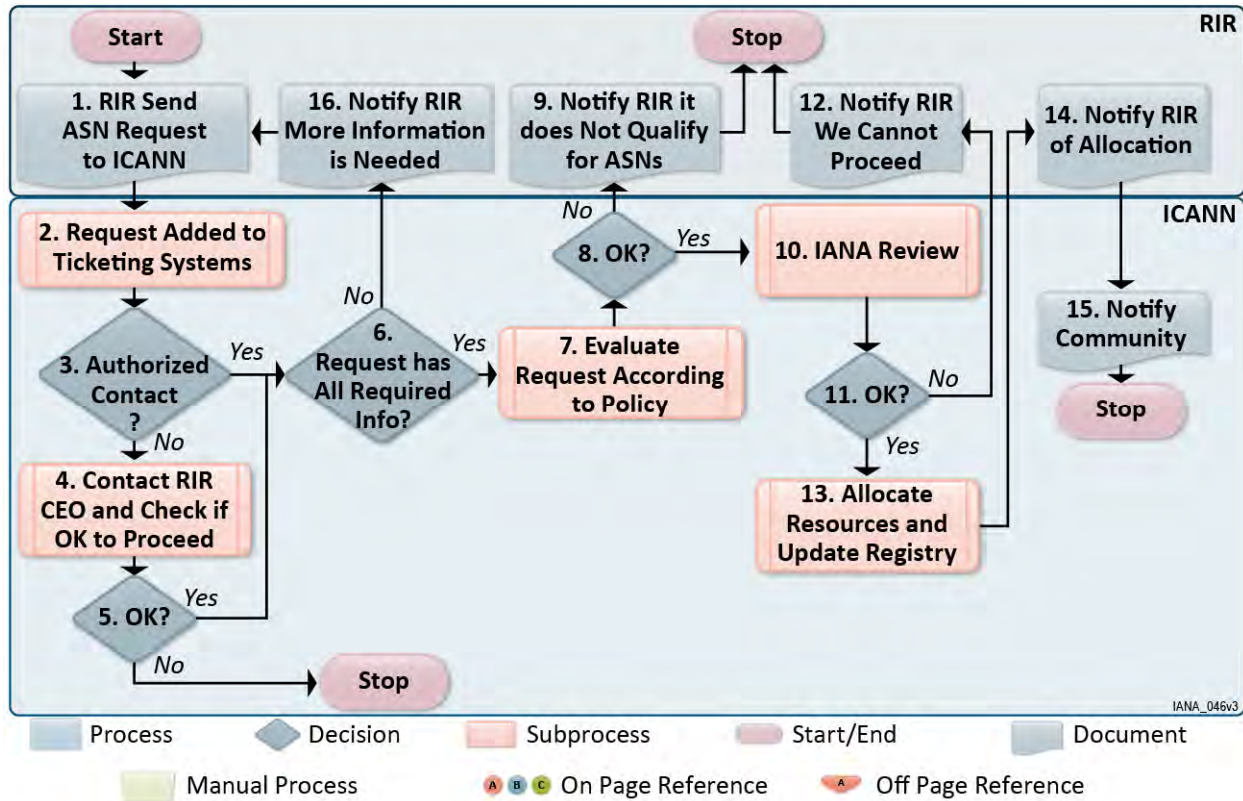 RIR
Start
Stop
1. RIR Send
ASN Request
to ICANN
16. Notify RIR
More Information
is Needed
9. Notify RIR it
does Not Qualify
for ASNs
12. Notify RIR
We Cannot
Proceed
14. Notify RIR
of Allocation
ICANN
2. Request Added to
Ticketing Systems
No
8. OK?
Yes
10. IANA Review
3. Authorized
Contact
?
Yes
No
No
6.
Request has
All Required
Info?
Yes
7. Evaluate
Request According
to Policy
11. OK?
No
Yes
15. Notify
Community
Stop
4. Contact RIR
CEO and Check if
OK to Proceed
13. Allocate
Resources and
Update Registry
5. OK?
Yes
No
Stop
IANA_046v3
Process
Decision
Subprocess
Start/End
Document
Manual Process
A B C On Page Reference
A Off Page Reference